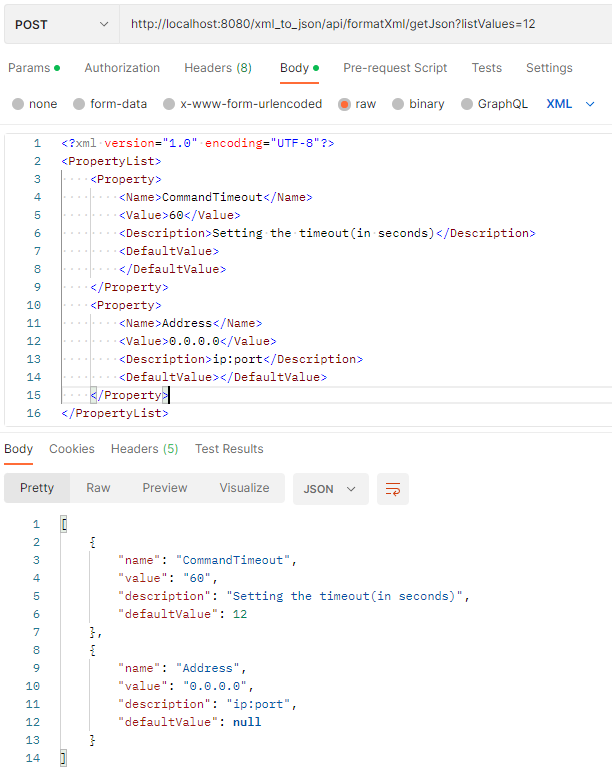 POST http://localhost:8080/xml_to_json/api/formatXml/getJson?listValues=12
Params Authorization Headers (8) Body Pre-request Script Tests Settings
none form-data x-www-form-urlencoded raw binary GraphQL XML
1 <?xml version="1.0" encoding="UTF-8"?>
2 <PropertyList>
3 <Property>
4 <Name>CommandTimeout</Name>
5 <Value>60</Value>
6 <Description>Setting the timeout(in seconds)</Description>
7 <DefaultValue>
8 </DefaultValue>
9 </Property>
10 <Property>
11 <Name>Address</Name>
12 <Value>0.0.0.0</Value>
13 <Description>ip:port</Description>
14 <DefaultValue></DefaultValue>
15 </Property>
16 </PropertyList>
Body Cookies Headers (5) Test Results
Pretty Raw Preview Visualize JSON
1 [
2 {
3 "name": "CommandTimeout",
4 "value": "60",
5 "description": "Setting the timeout(in seconds)",
6 "defaultValue": 12
7 },
8 {
9 "name": "Address",
10 "value": "0.0.0.0",
11 "description": "ip:port",
12 "defaultValue": null
13 }
14 ]